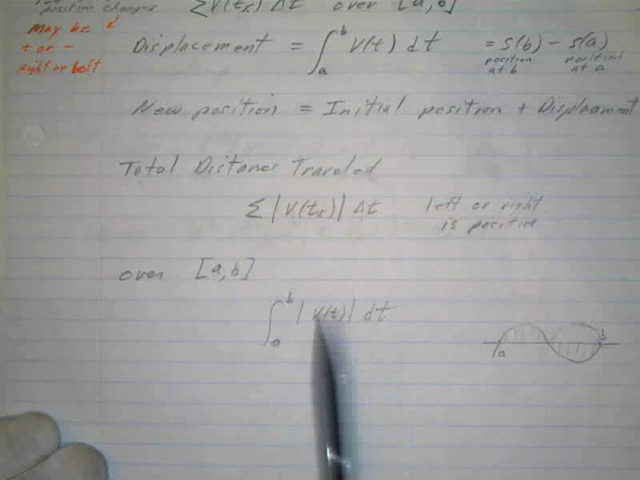 position changes ΣV(tₖ) Δt over [a,b]
may be
+ or -
Right or left
Displacement = ∫ₐᵇ V(t) dt = S(b) - S(a)
position at b position at a
New position = Initial position + Displacement
Total Distance Traveled
Σ|V(tₖ)| Δt left or right
is positive
over [a,b]
∫ₐᵇ |V(t)| dt
a b